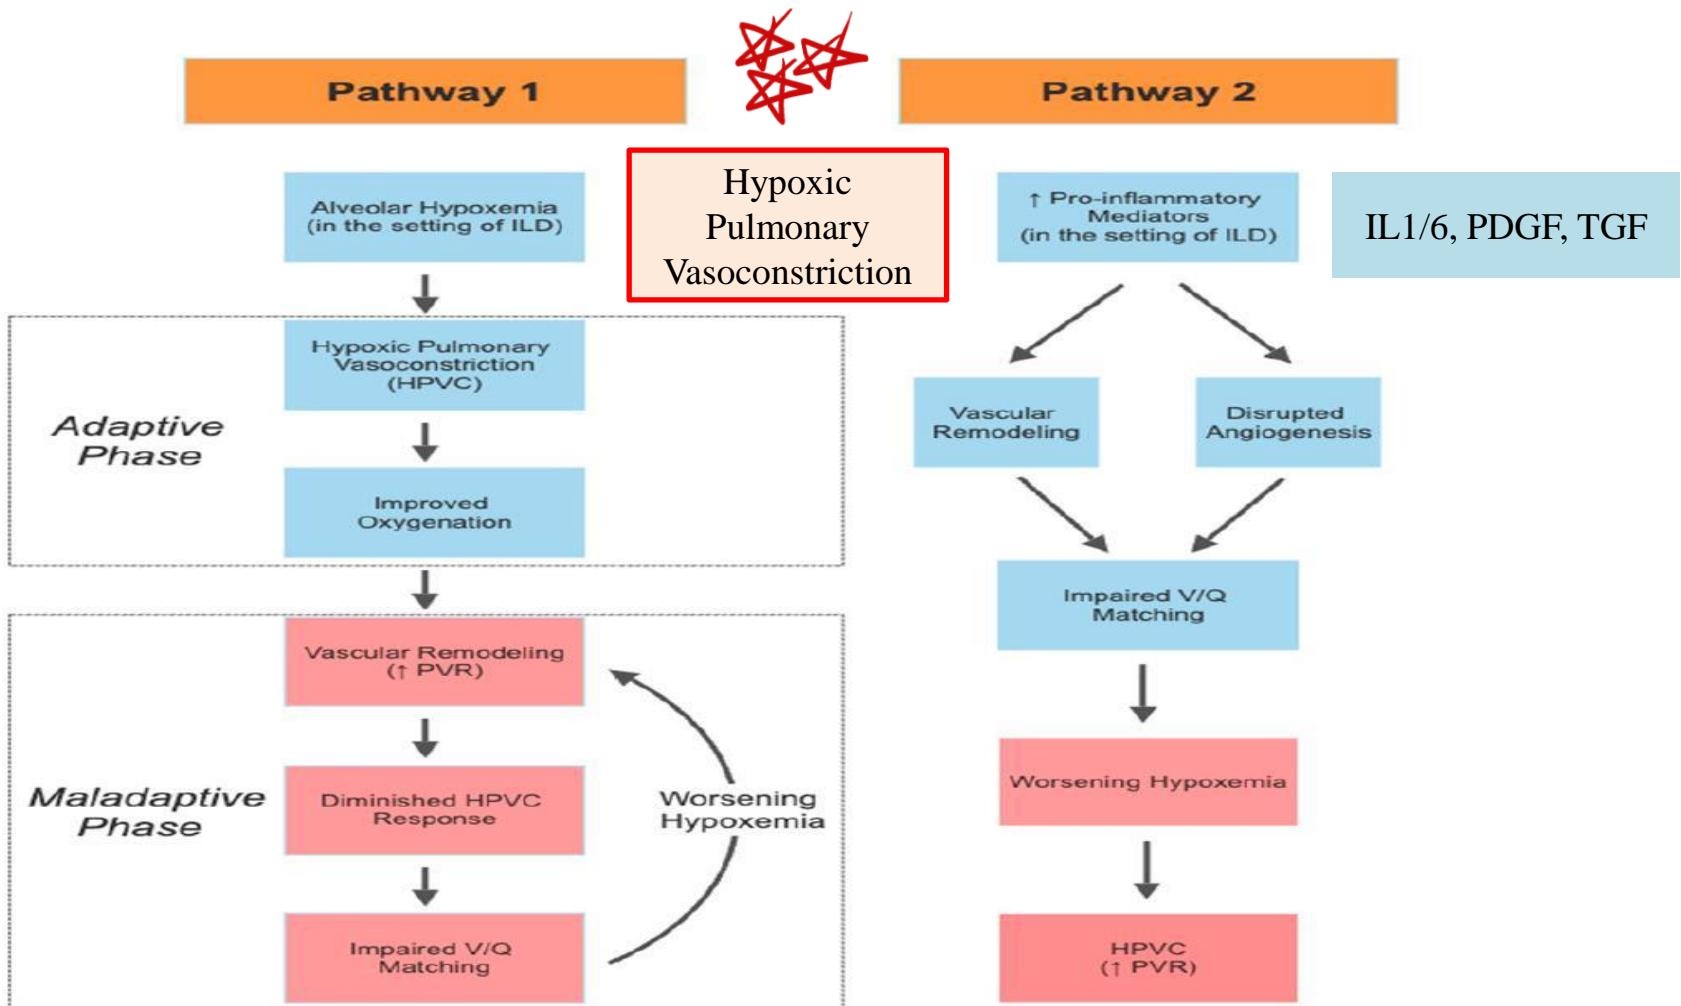 Pathway 1
Pathway 2
Alveolar Hypoxemia
(in the setting of ILD)
Hypoxic
Pulmonary
Vasoconstriction
↑ Pro-inflammatory
Mediators
(in the setting of ILD)
IL1/6, PDGF, TGF
Adaptive
Phase
Hypoxic Pulmonary
Vasoconstriction
(HPVC)
Improved
Oxygenation
Vascular
Remodeling
Disrupted
Angiogenesis
Impaired V/Q
Matching
Maladaptive
Phase
Vascular Remodeling
(↑ PVR)
Diminished HPVC
Response
Impaired V/Q
Matching
Worsening
Hypoxemia
Worsening Hypoxemia
HPVC
(↑ PVR)